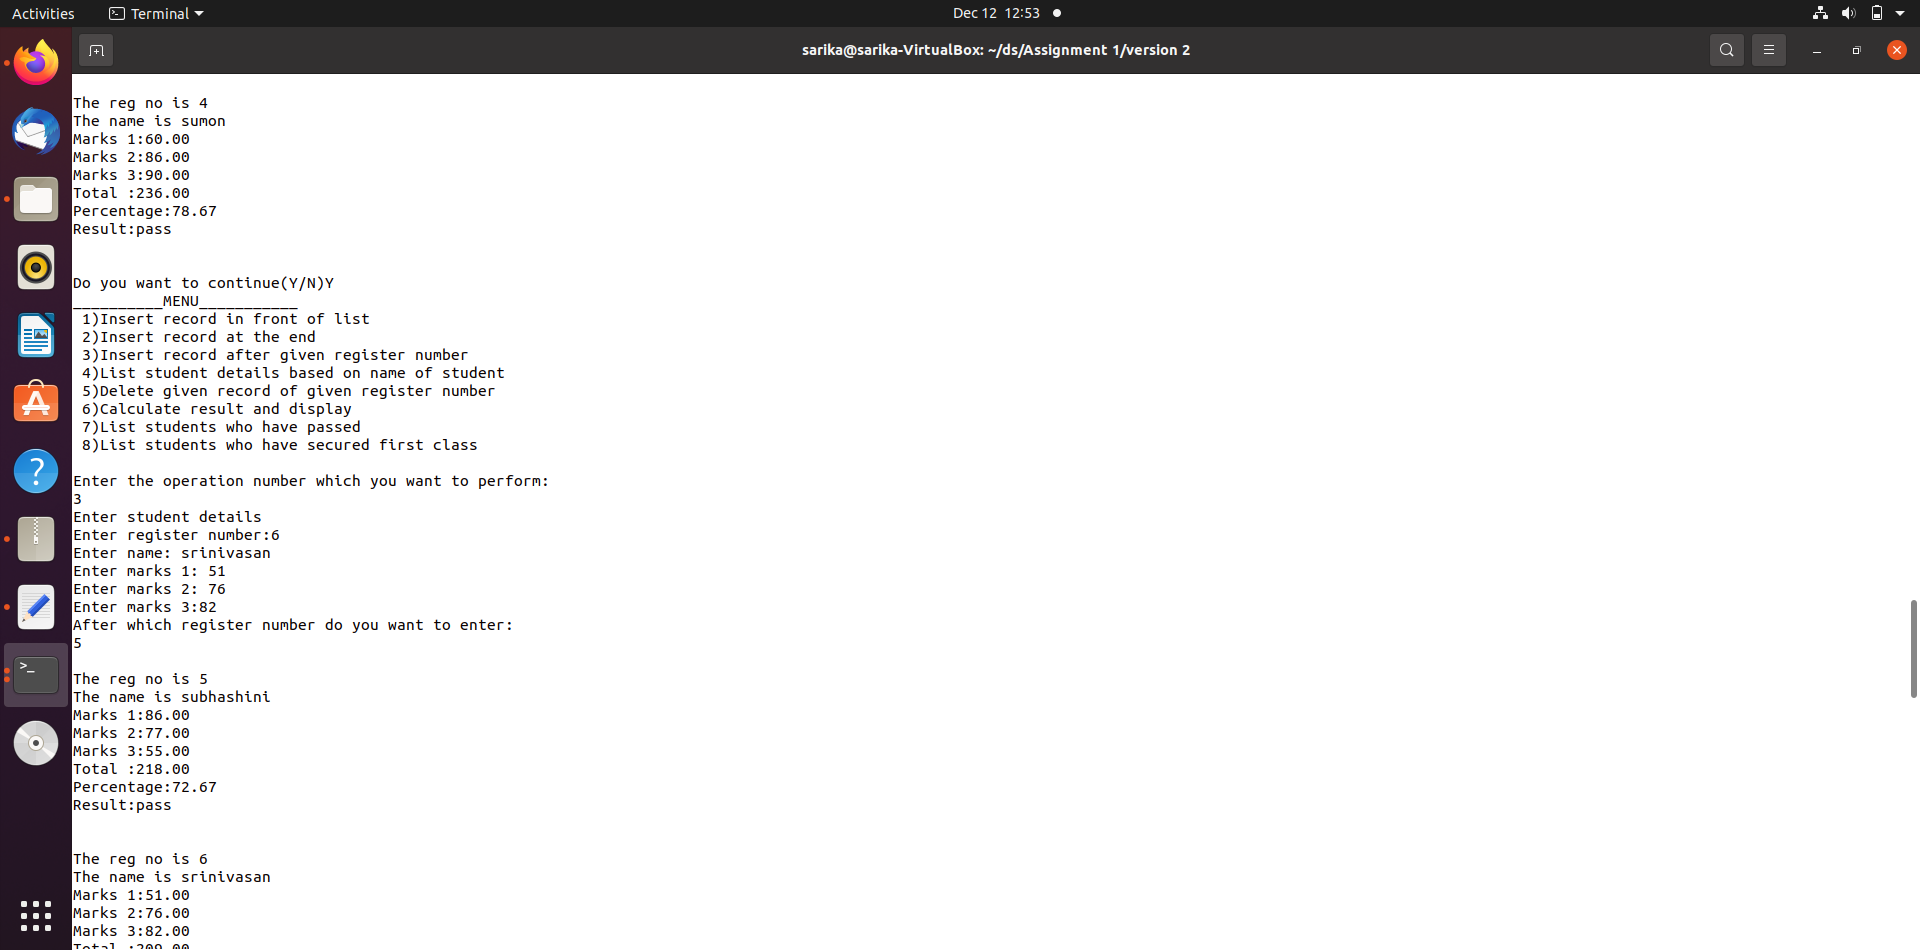 Activities
Terminal
Dec 12 12:53
sarika@sarika-VirtualBox: ~/ds/Assignment 1/version 2
The reg no is 4
The name is sumon
Marks 1:60.00
Marks 2:86.00
Marks 3:90.00
Total :236.00
Percentage:78.67
Result:pass
Do you want to continue(Y/N)Y
__________MENU___________
1)Insert record in front of list
2)Insert record at the end
3)Insert record after given register number
4)List student details based on name of student
5)Delete given record of given register number
6)Calculate result and display
7)List students who have passed
8)List students who have secured first class
Enter the operation number which you want to perform:
3
Enter student details
Enter register number:6
Enter name: srinivasan
Enter marks 1: 51
Enter marks 2: 76
Enter marks 3:82
After which register number do you want to enter:
5
The reg no is 5
The name is subhashini
Marks 1:86.00
Marks 2:77.00
Marks 3:55.00
Total :218.00
Percentage:72.67
Result:pass
The reg no is 6
The name is srinivasan
Marks 1:51.00
Marks 2:76.00
Marks 3:82.00
Total :209.00